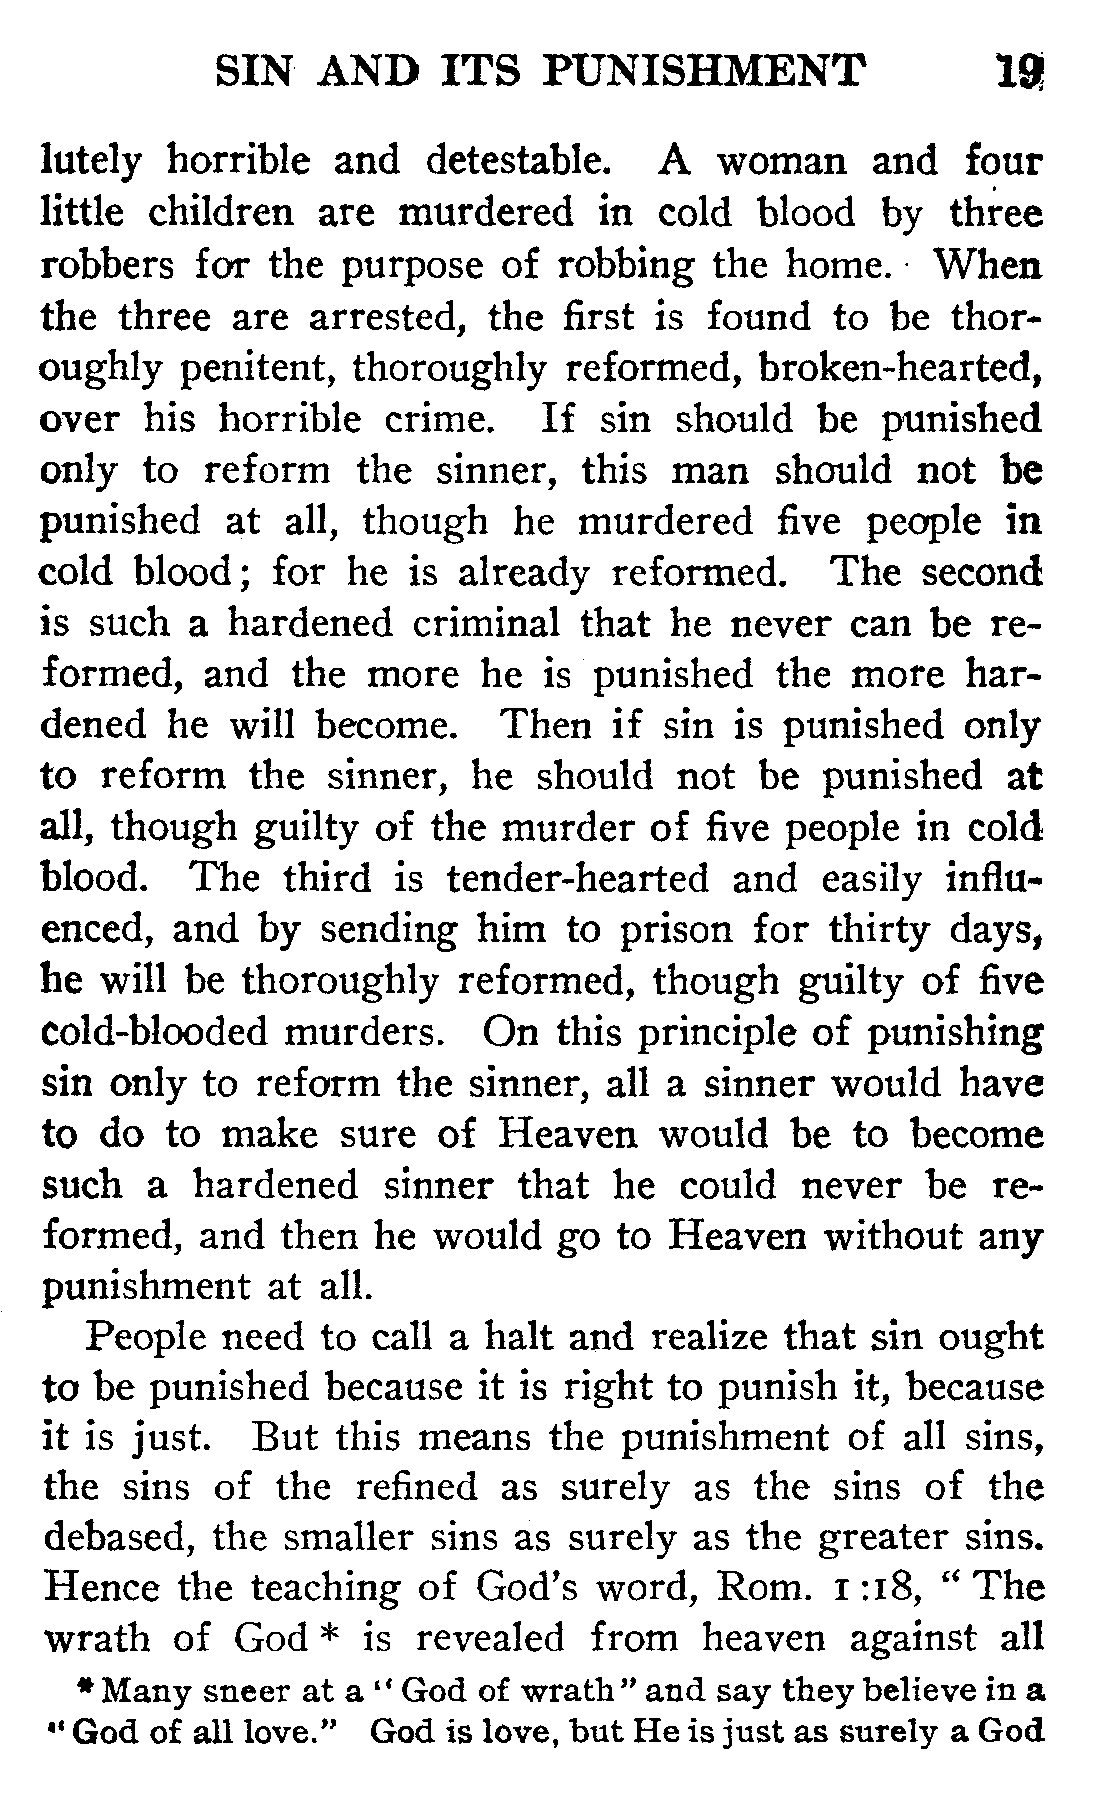 SIN AND ITS PUNISHMENT 19
lutely horrible and detestable. A woman and four
little children are murdered in cold blood by three
robbers for the purpose of robbing the home. When
the three are arrested, the first is found to be thor-
oughly penitent, thoroughly reformed, broken-hearted,
over his horrible crime. If sin should be punished
only to reform the sinner, this man should not be
punished at all, though he murdered five people in
cold blood; for he is already reformed. The second
is such a hardened criminal that he never can be re-
formed, and the more he is punished the more har-
dened he will become. Then if sin is punished only
to reform the sinner, he should not be punished at
all, though guilty of the murder of five people in cold
blood. The third is tender-hearted and easily influ-
enced, and by sending him to prison for thirty days,
he will be thoroughly reformed, though guilty of five
cold-blooded murders. On this principle of punishing
sin only to reform the sinner, all a sinner would have
to do to make sure of Heaven would be to become
such a hardened sinner that he could never be re-
formed, and then he would go to Heaven without any
punishment at all.
People need to call a halt and realize that sin ought
to be punished because it is right to punish it, because
it is just. But this means the punishment of all sins,
the sins of the refined as surely as the sins of the
debased, the smaller sins as surely as the greater sins.
Hence the teaching of God's word, Rom. 1:18, "The
wrath of God * is revealed from heaven against all
* Many sneer at a "God of wrath" and say they believe in a
"God of all love." God is love, but He is just as surely a God